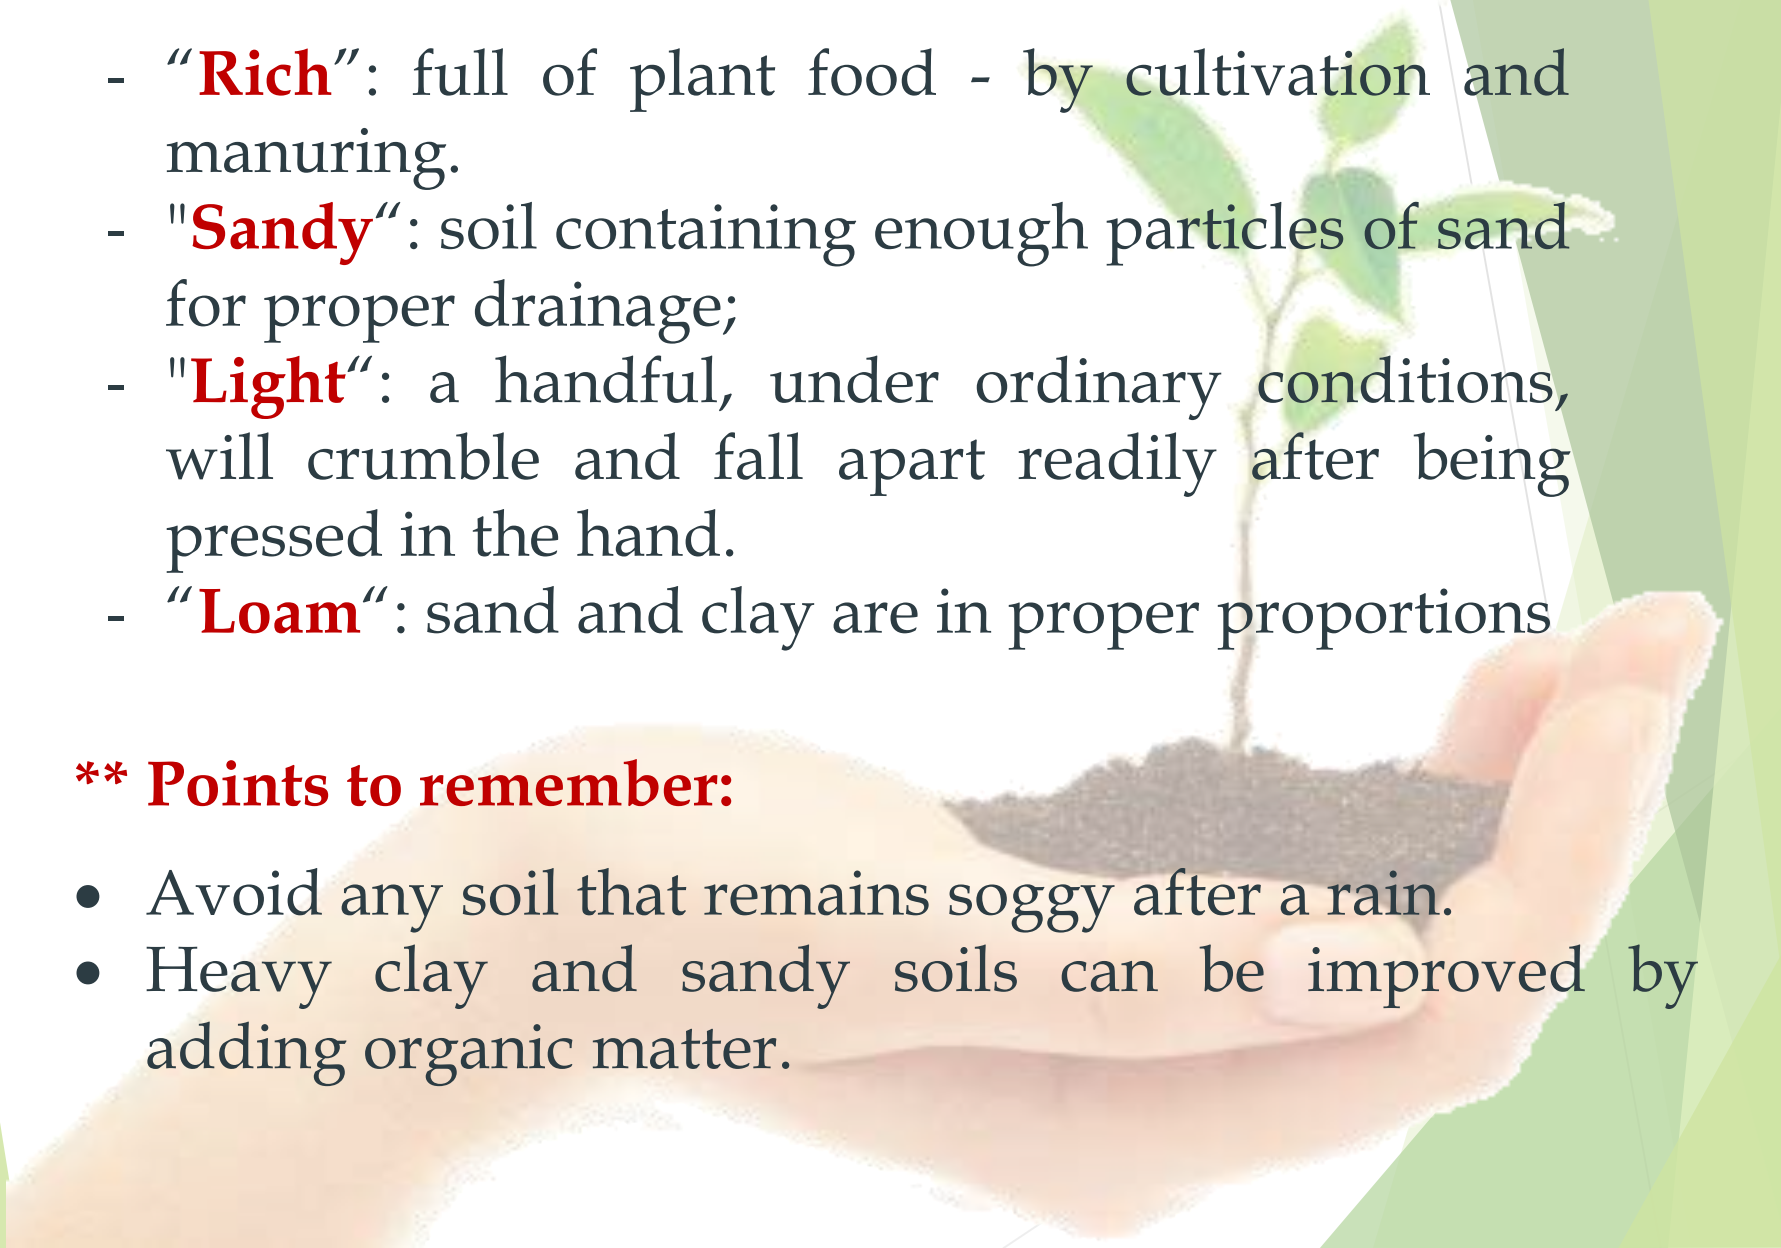 - “Rich”: full of plant food - by cultivation and
manuring.
- "Sandy“: soil containing enough particles of sand
for proper drainage;
- "Light“: a handful, under ordinary conditions,
will crumble and fall apart readily after being
pressed in the hand.
- “Loam“: sand and clay are in proper proportions
** Points to remember:
• Avoid any soil that remains soggy after a rain.
• Heavy clay and sandy soils can be improved by
adding organic matter.